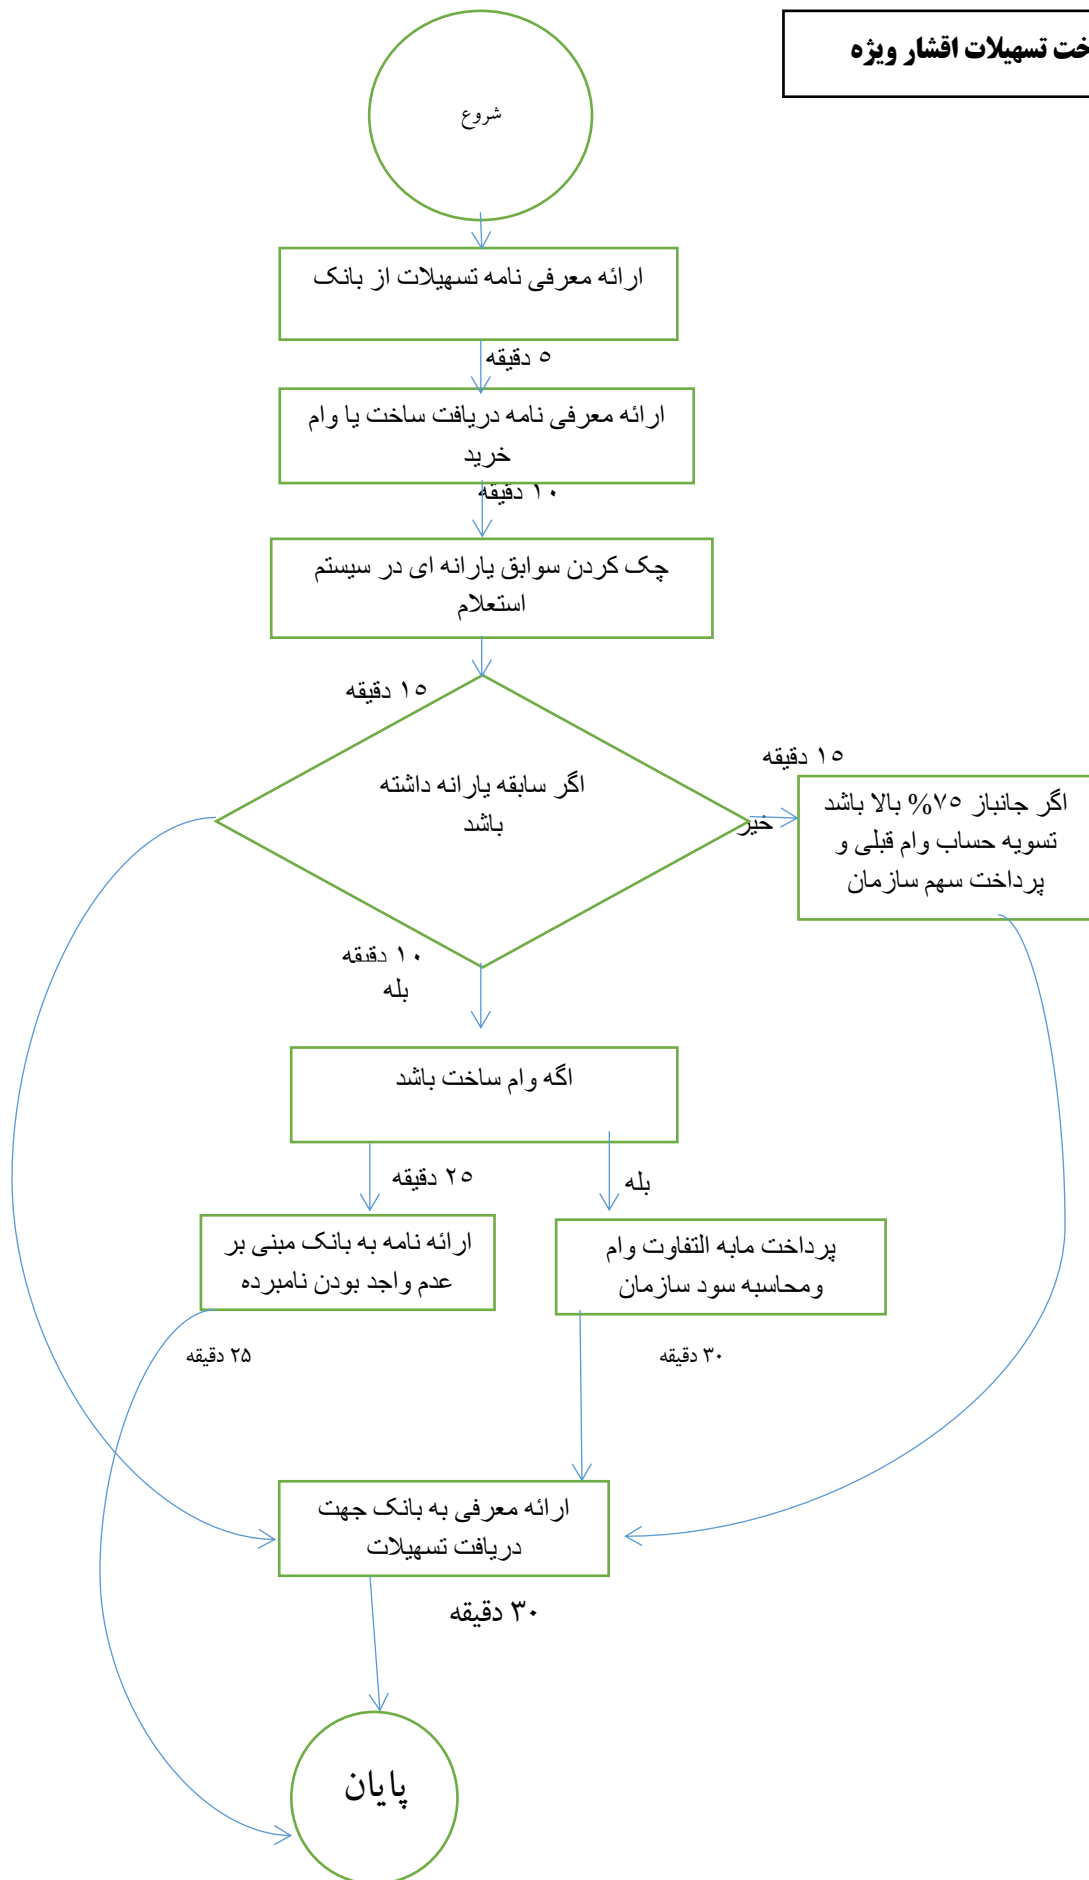 خت تسهیلات اقشار ویژه
شروع
ارائه معرفی نامه تسهیلات از بانک
۵ دقیقه
ارائه معرفی نامه دریافت ساخت یا وام
خرید
۱۰ دقیقه
چک کردن سوابق یارانه ای در سیستم
استعلام
۱۵ دقیقه
۱۵ دقیقه
اگر سابقه یارانه داشته
باشد
خیر
اگر جانباز ۷۵% بالا باشد
تسویه حساب وام قبلی و
پرداخت سهم سازمان
۱۰ دقیقه
بله
اگه وام ساخت باشد
بله
۲۵ دقیقه
پرداخت مابه التفاوت وام
ومحاسبه سود سازمان
ارائه نامه به بانک مبنی بر
عدم واجد بودن نامبرده
۳۰ دقیقه
۲۵ دقیقه
ارائه معرفی به بانک جهت
دریافت تسهیلات
۳۰ دقیقه
پایان